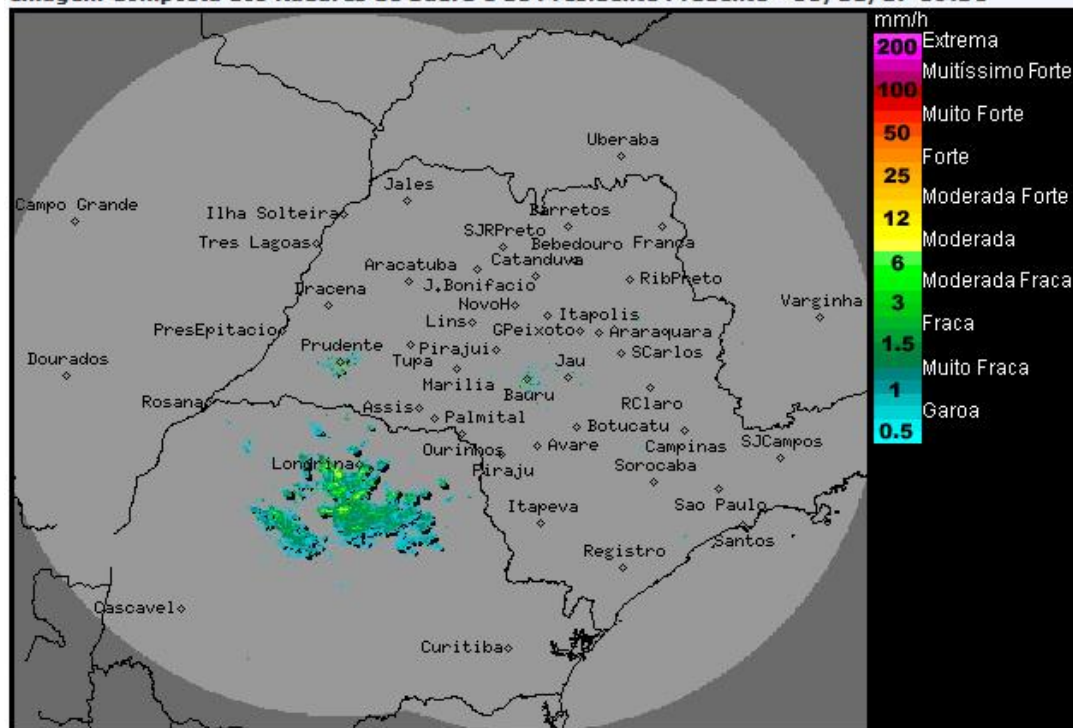 mm/h
200 Extrema
Muitíssimo Forte
100
Muito Forte
50
Forte
25
Moderada Forte
12
Moderada
6
Moderada Fraca
3
Fraca
1.5
Muito Fraca
1
Garoa
0.5
Uberaba
Jales
Campo Grande
Ilha Solteira
Barretos
Tres Lagoas
SJRPreto
Bebedouro
Franca
Aracatuba
Catanduva
J.Bonifacio
RibPreto
Dracena
NovoH
Itapolis
Varginha
PresEpitacio
Lins
GPeixoto
Araraquara
Prudente
Tupa
Pirajui
SCarlos
Dourados
Marilia
Jau
Bauru
Rosana
Assis
Palmital
RClaro
Botucatu
Ourinhos
Avare
Campinas
SJCampos
Londrina
Piraju
Sorocaba
Itapeva
Sao Paulo
Santos
Registro
Cascavel
Curitiba